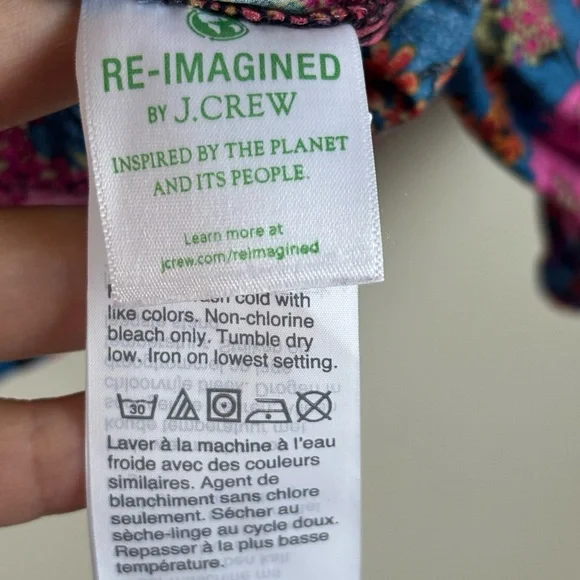 RE-IMAGINED
BY J.CREW
INSPIRED BY THE PLANET
AND ITS PEOPLE.
Learn more at
jcrew.com/reimagined
cold with
like colors. Non-chlorine
bleach only. Tumble dry
low. Iron on lowest setting.
30
Laver à la machine à l'eau
froide avec des couleurs
similaires. Agent de
blanchiment sans chlore
seulement. Sécher au
sèche-linge au cycle doux.
Repasser à la plus basse
température.